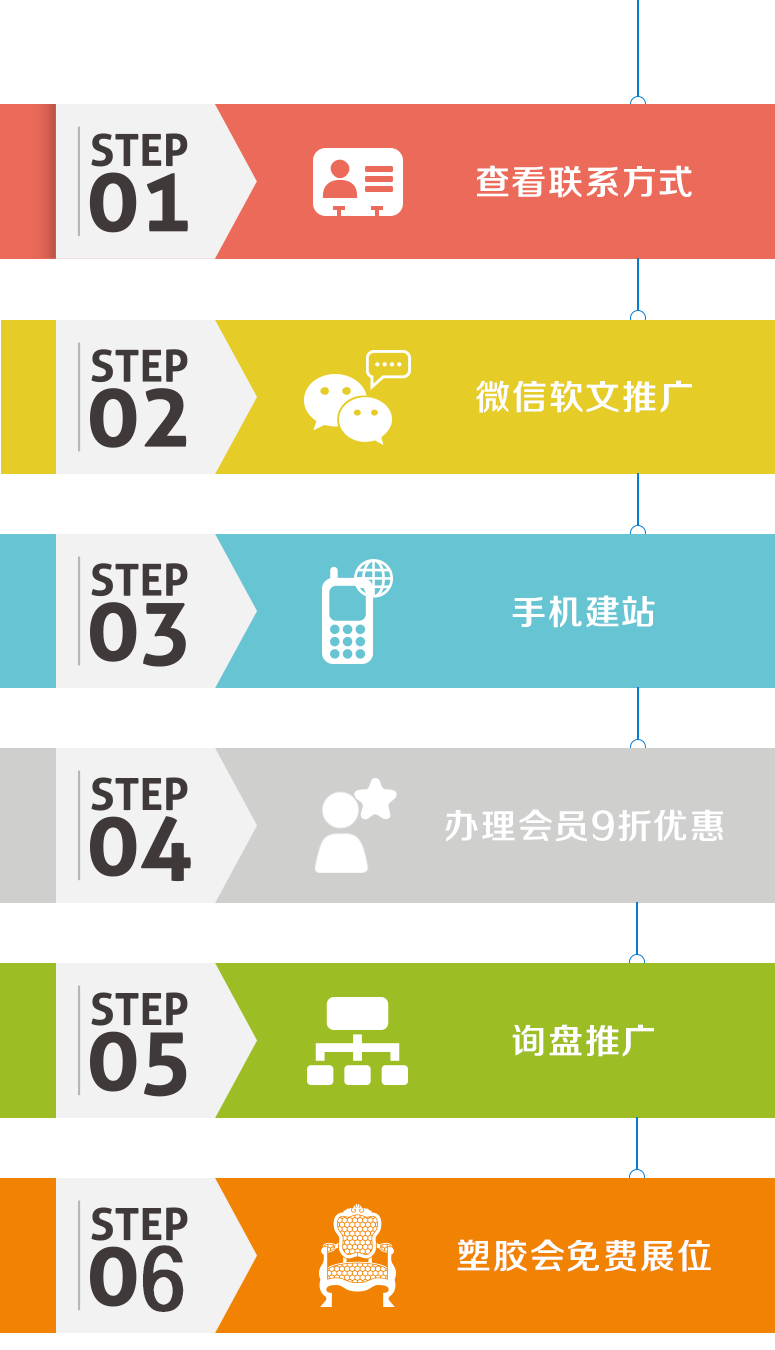 STEP
01
查看联系方式
STEP
02
微信软文推广
STEP
03
手机建站
STEP
04
办理会员9折优惠
STEP
05
询盘推广
STEP
06
塑胶会免费展位